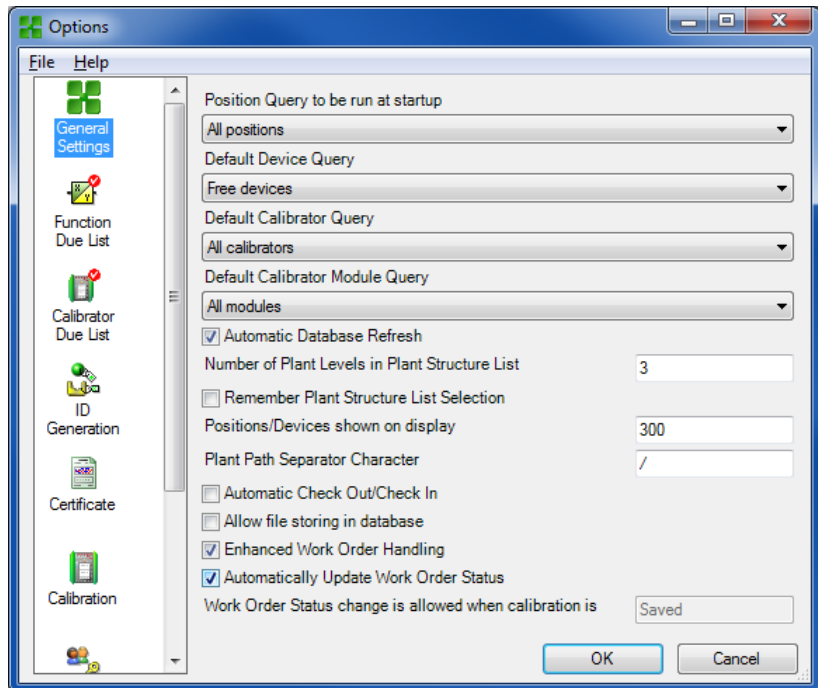 Options
File Help
General
Settings
Function
Due List
Calibrator
Due List
ID
Generation
Certificate
Calibration
Position Query to be run at startup
All positions
Default Device Query
Free devices
Default Calibrator Query
All calibrators
Default Calibrator Module Query
All modules
Automatic Database Refresh
Number of Plant Levels in Plant Structure List 3
Remember Plant Structure List Selection
Positions/Devices shown on display 300
Plant Path Separator Character /
Automatic Check Out/Check In
Allow file storing in database
Enhanced Work Order Handling
Automatically Update Work Order Status
Work Order Status change is allowed when calibration is Saved
OK Cancel